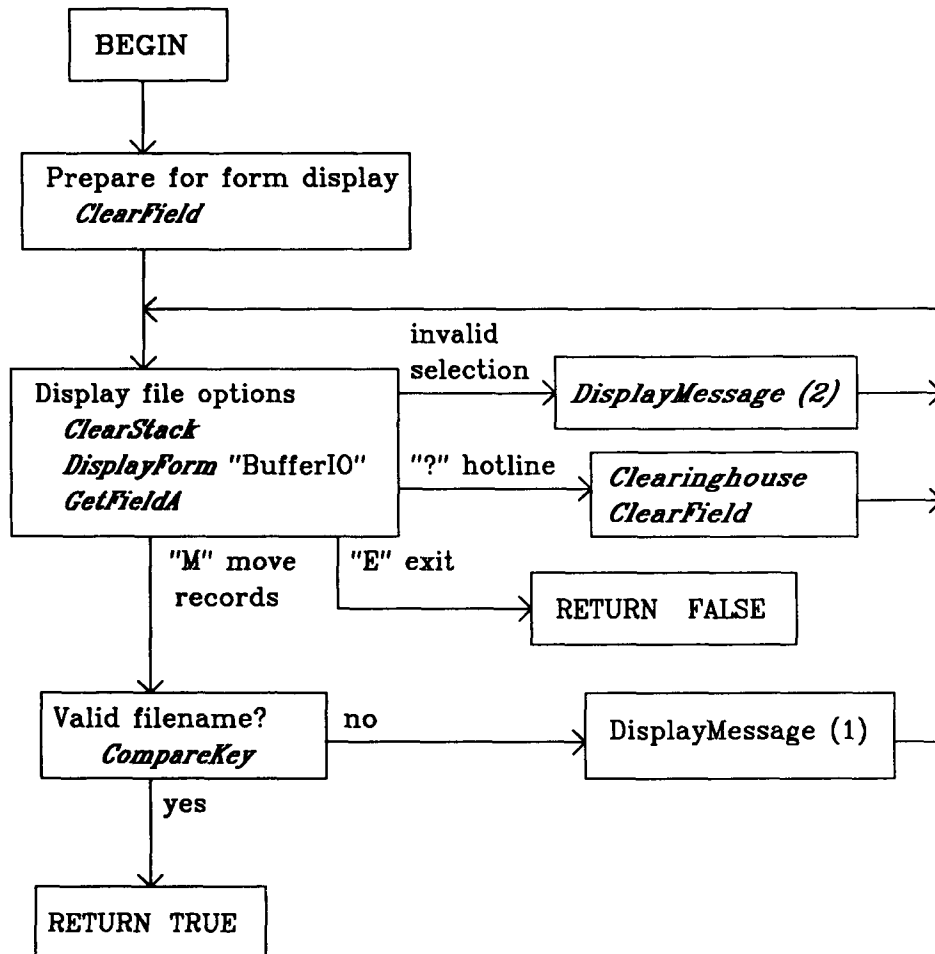 BEGIN
Prepare for form display
ClearField
invalid
selection
DisplayMessage (2)
Display file options
ClearStack
DisplayForm "BufferIO"
GetFieldA
"?" hotline
Clearinghouse
ClearField
"M" move
records
"E" exit
RETURN FALSE
Valid filename?
CompareKey
no
DisplayMessage (1)
yes
RETURN TRUE